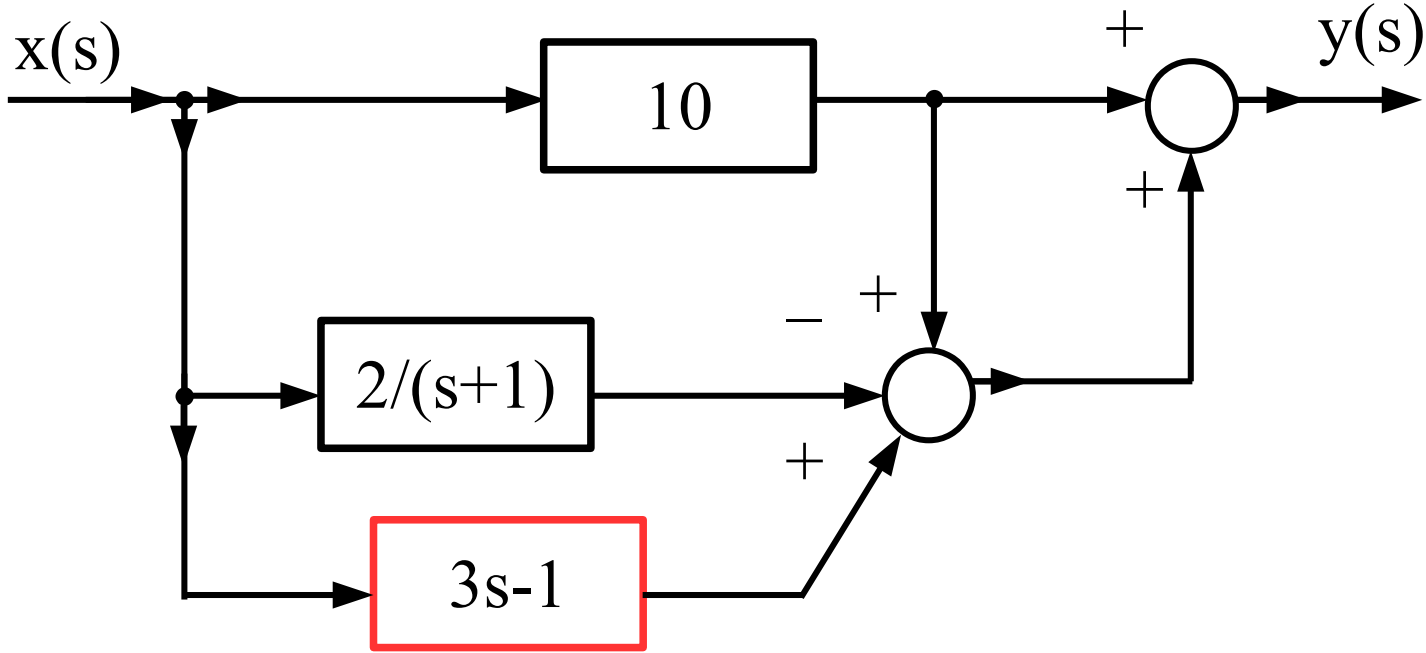 x(s)
10
+
y(s)
+
+
−
2/(s+1)
+
3s-1